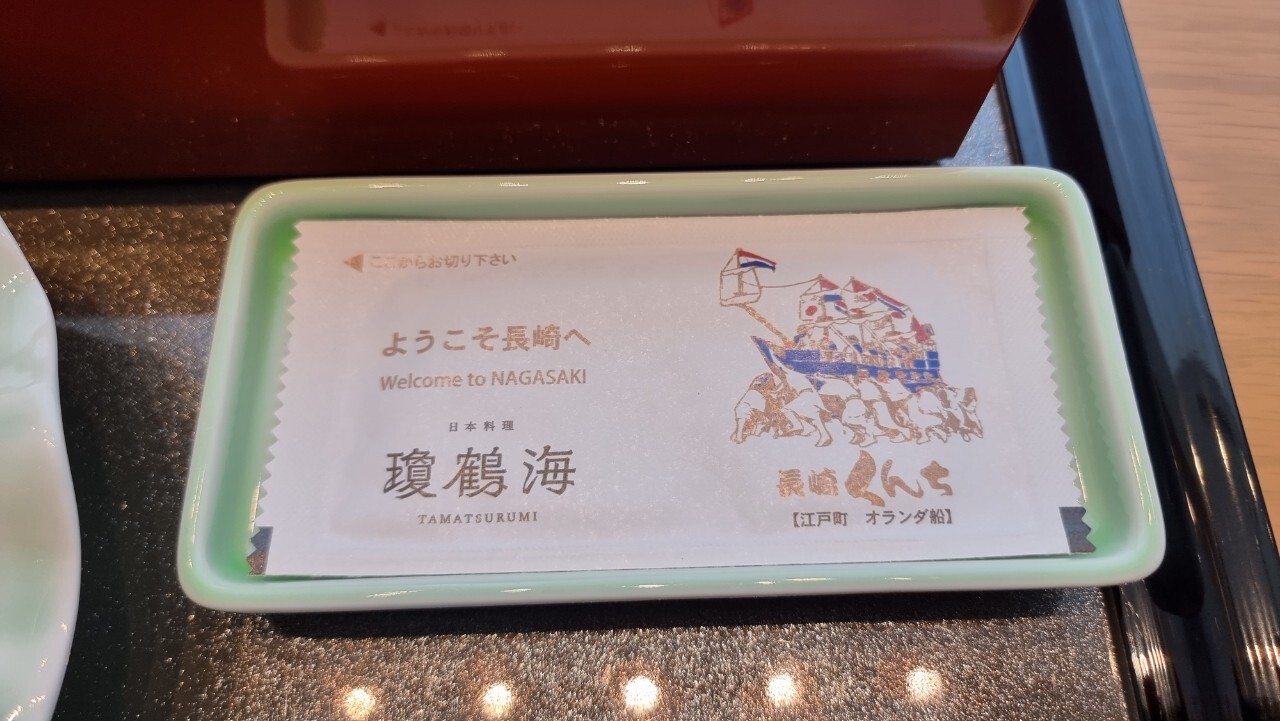 ここからお切り下さい
ようこそ長崎へ
Welcome to NAGASAKI
日本料理
瓊鶴海
TAMATSURUMI
長崎くんち
【江戸町 オランダ船】